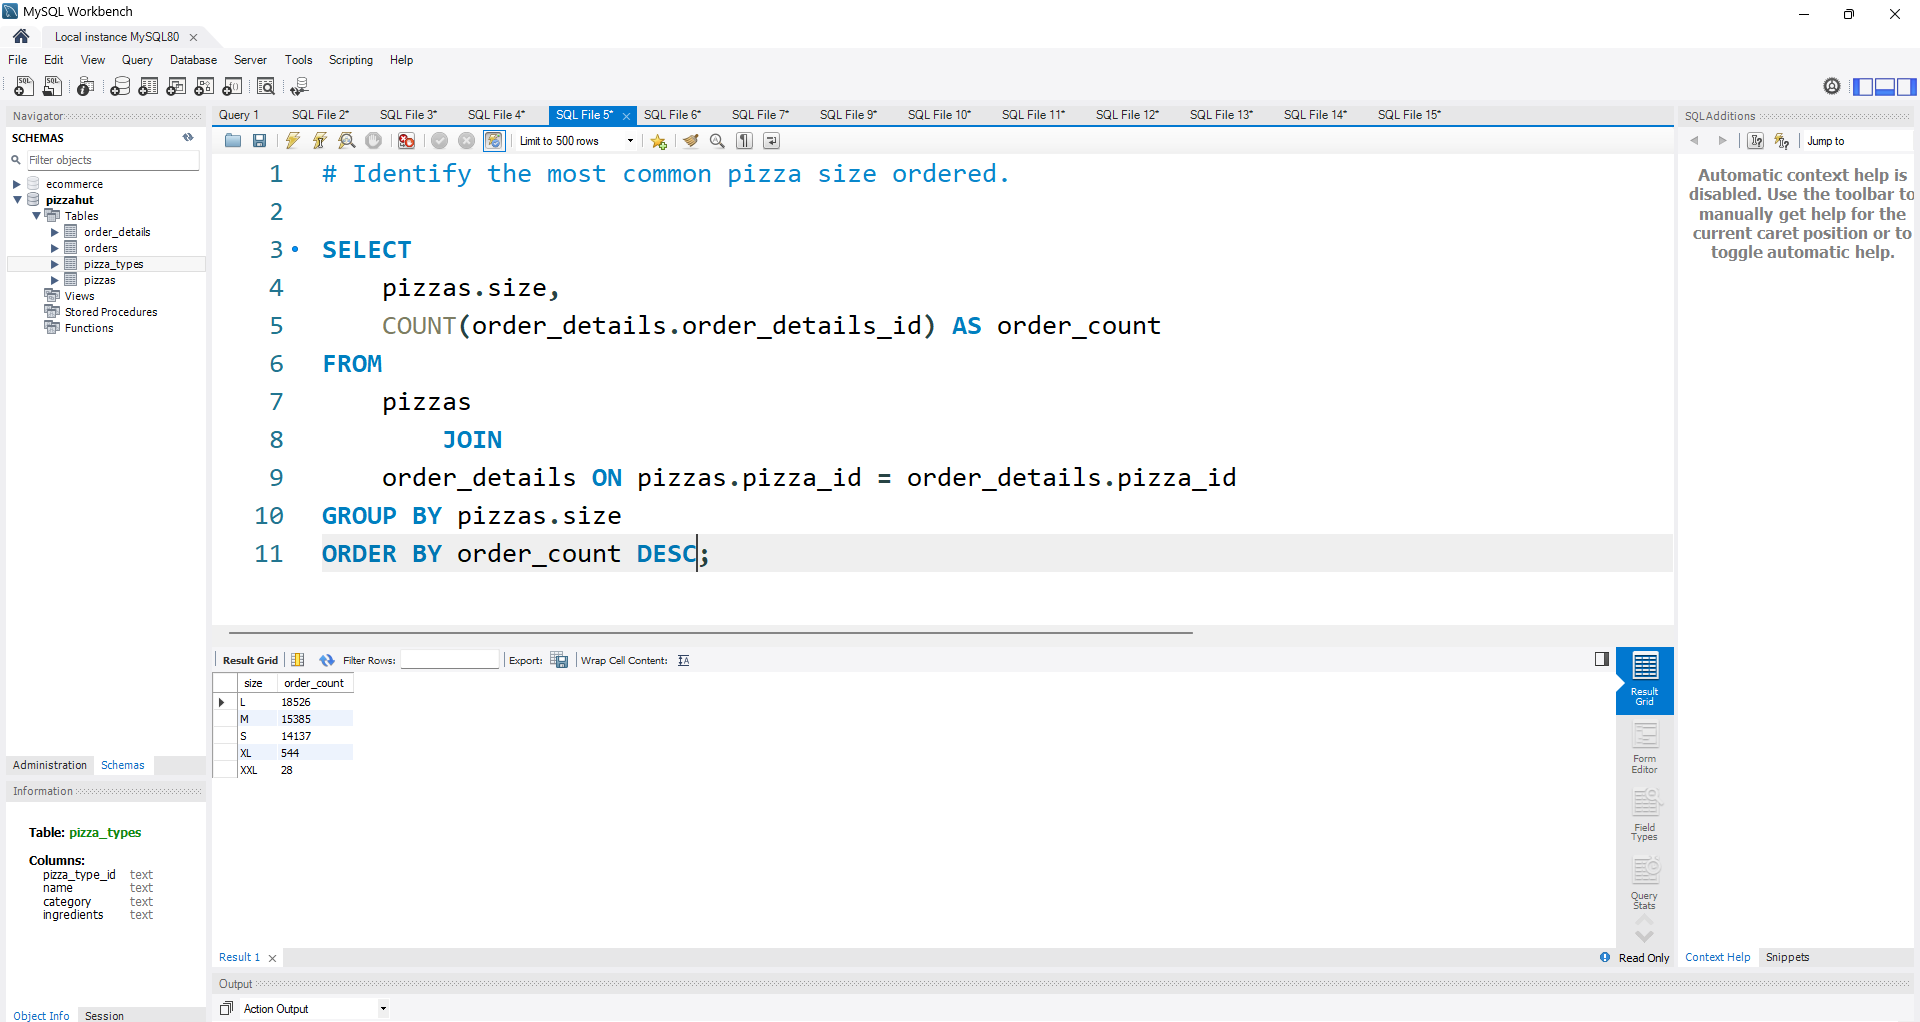 MySQL Workbench
Local instance MySQL80
File Edit View Query Database Server Tools Scripting Help
Navigator
SCHEMAS
Filter objects
ecommerce
pizzahut
Tables
order_details
orders
pizza_types
pizzas
Views
Stored Procedures
Functions
Administration Schemas
Information
Table: pizza_types
Columns:
pizza_type_id text
name text
category text
ingredients text
Object Info Session
Query 1 SQL File 2* SQL File 3* SQL File 4* SQL File 5* SQL File 6* SQL File 7* SQL File 9* SQL File 10* SQL File 11* SQL File 12* SQL File 13* SQL File 14* SQL File 15*
Limit to 500 rows
1 # Identify the most common pizza size ordered.
2
3 SELECT
4 pizzas.size,
5 COUNT(order_details.order_details_id) AS order_count
6 FROM
7 pizzas
8 JOIN
9 order_details ON pizzas.pizza_id = order_details.pizza_id
10 GROUP BY pizzas.size
11 ORDER BY order_count DESC;
Result Grid Filter Rows: Export: Wrap Cell Content:
size order_count
L 18526
M 15385
S 14137
XL 544
XXL 28
Result
Grid
Form
Editor
Field
Types
Query
Stats
Result 1
Read Only
Output
Action Output
SQLAdditions
Jump to
Automatic context help is
disabled. Use the toolbar to
manually get help for the
current caret position or to
toggle automatic help.
Context Help Snippets